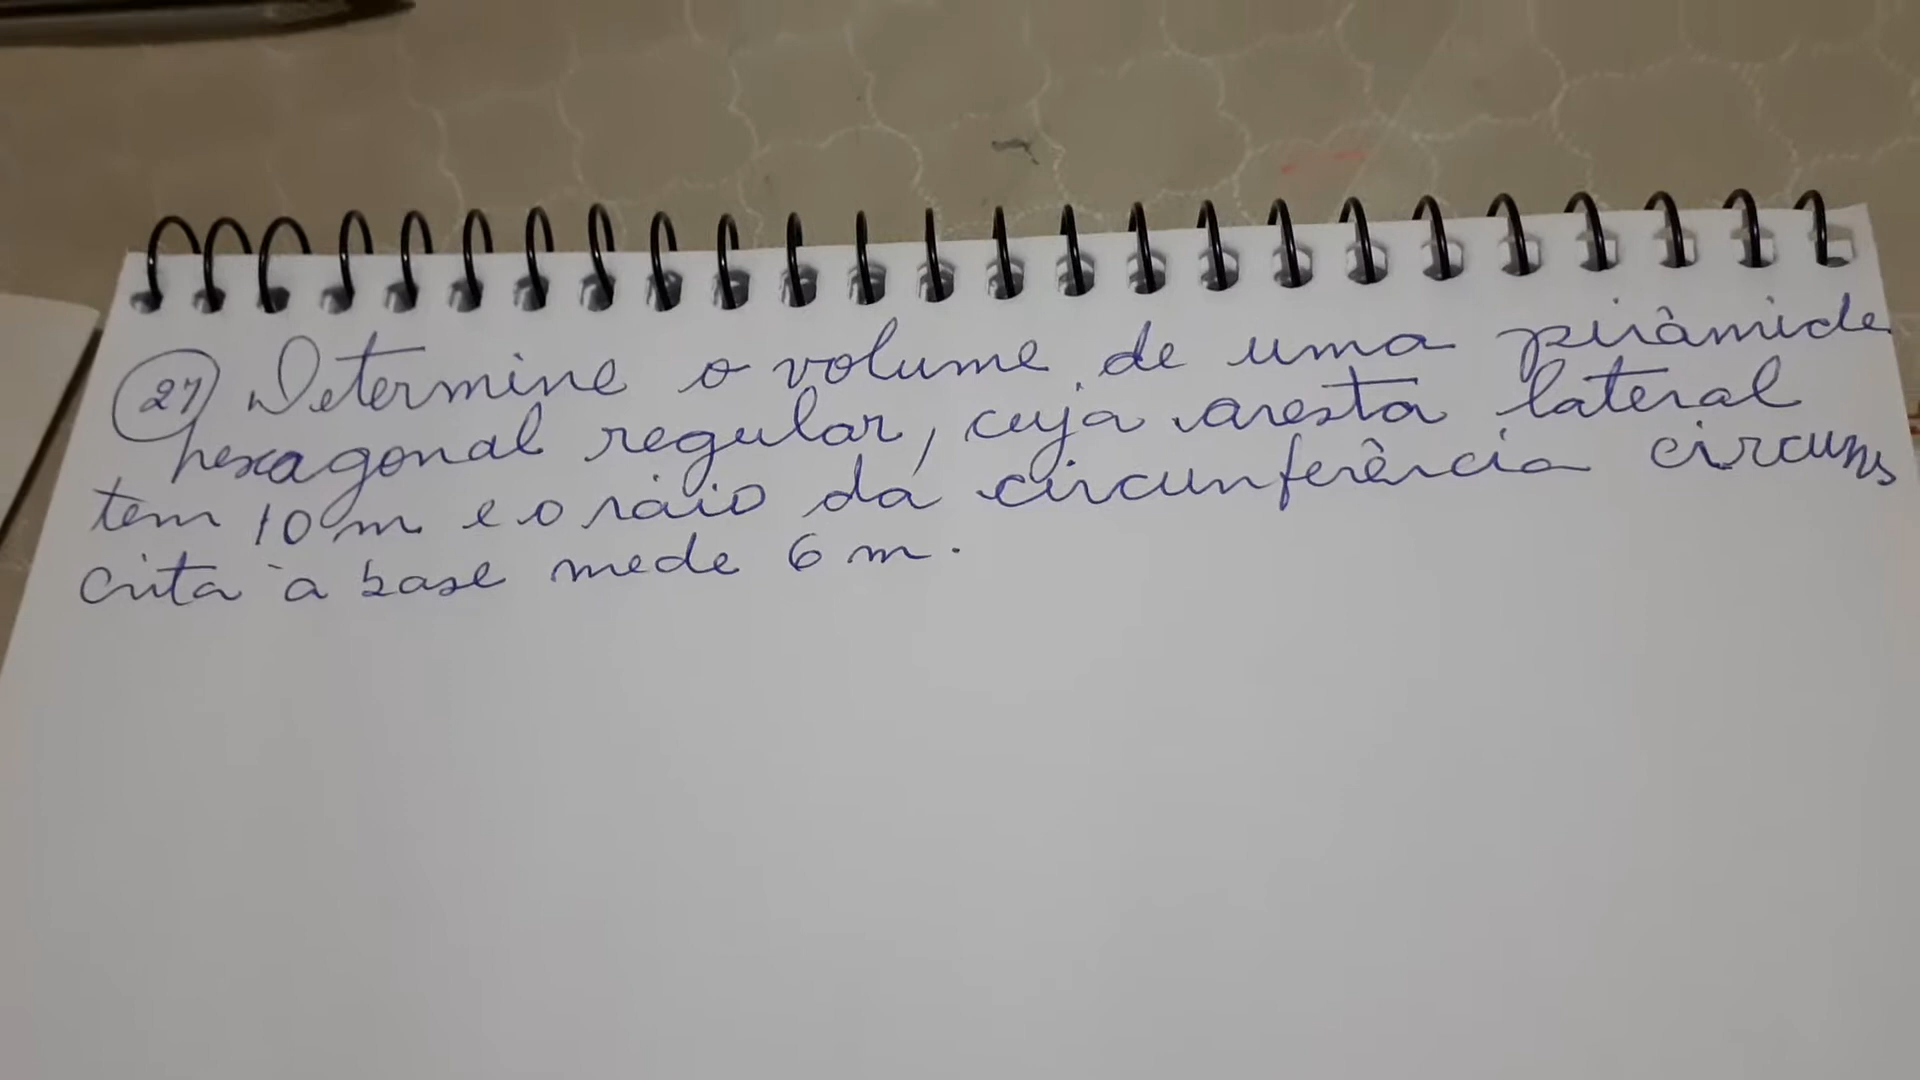 27 Determine o volume de uma pirâmide
hexagonal regular, cuja aresta lateral
tem 10 m e o raio da circunferência circuns
crita à base mede 6 m.